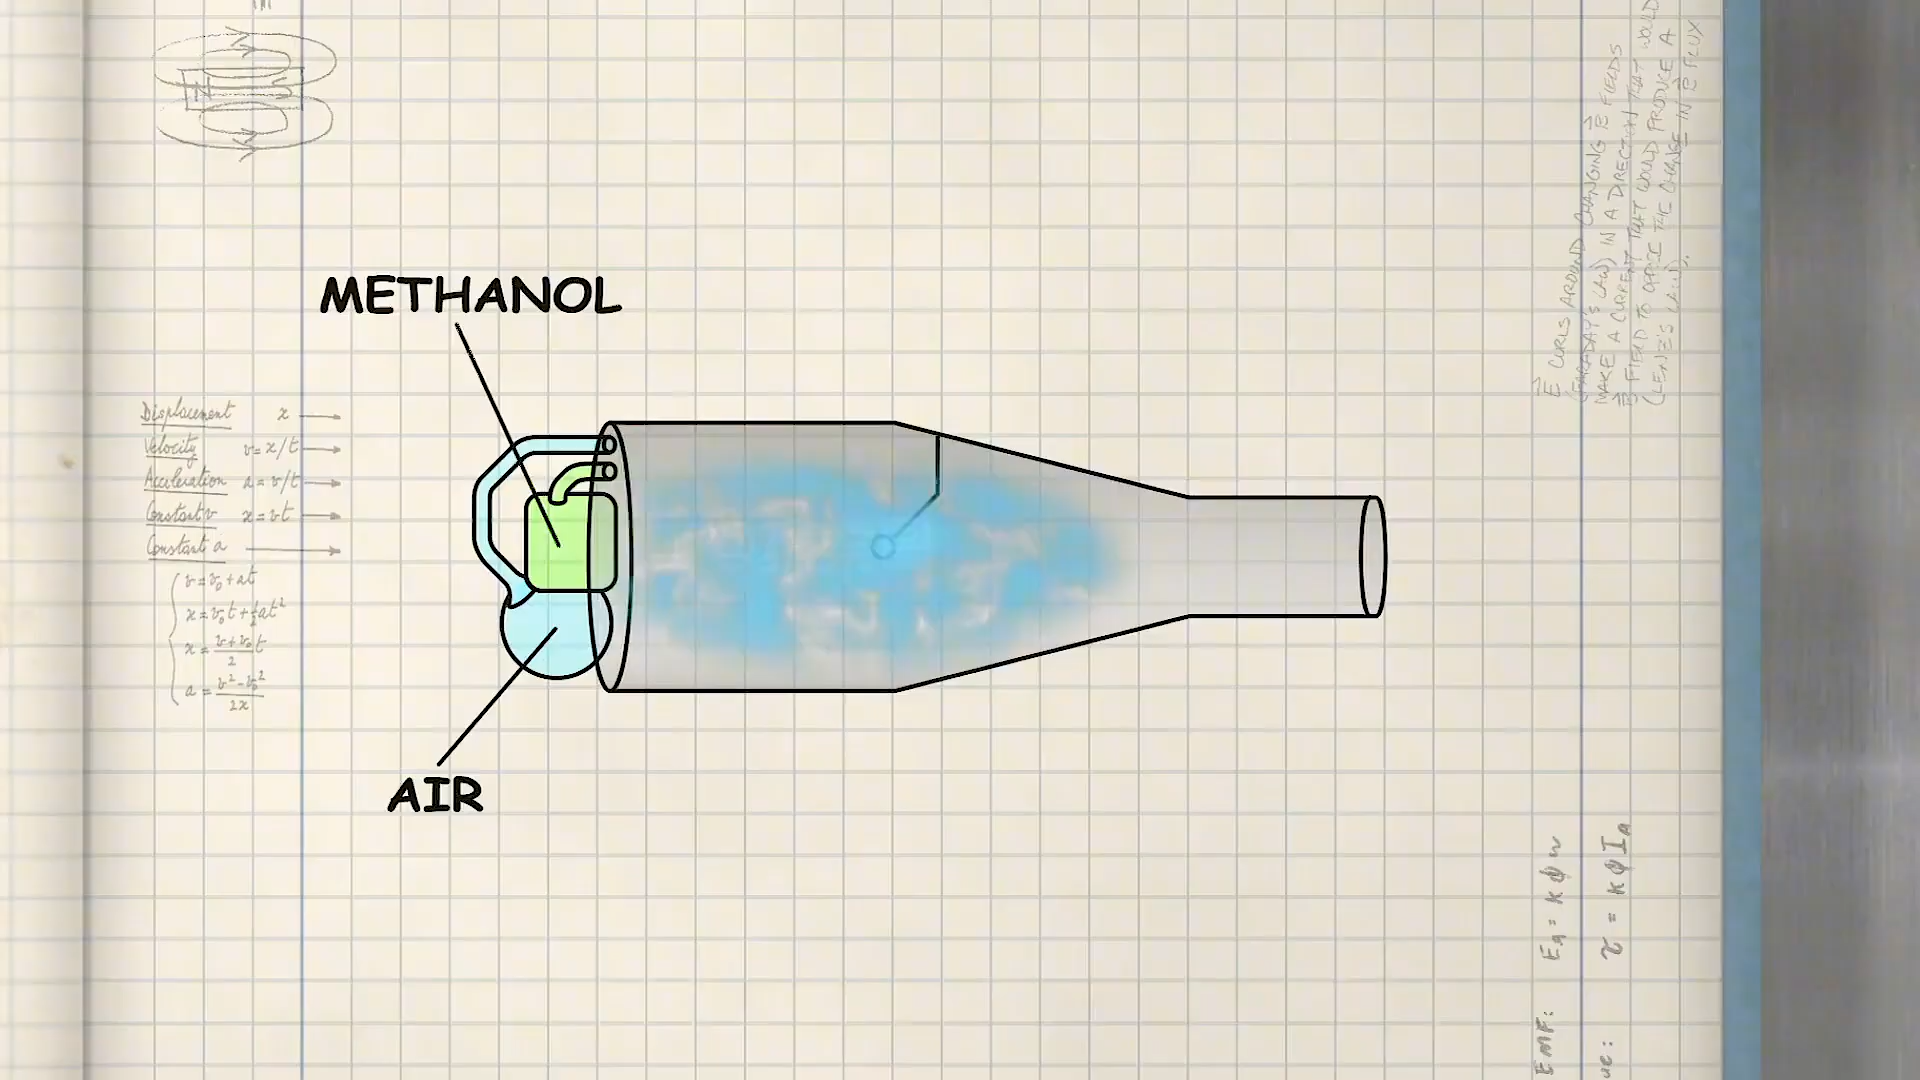 METHANOL
Displacement x
Velocity v = x/t
Acceleration a = v/t
Constant v x = vt
Constant a
v = v₀ + at
x = v₀t + ½at²
x = v + v₀ / 2 t
a = v² - v₀² / 2x
AIR
E CURLS AROUND CHANGING B FIELDS
(FARADAY'S LAW) IN A DIRECTION THAT WOULD
MAKE A CURRENT THAT WOULD PRODUCE A
B FIELD TO OPPOSE THE CHANGE IN B FLUX
(LENZ'S LAW).
EMF: Eₐ = KΦω
τ = KΦIₐ